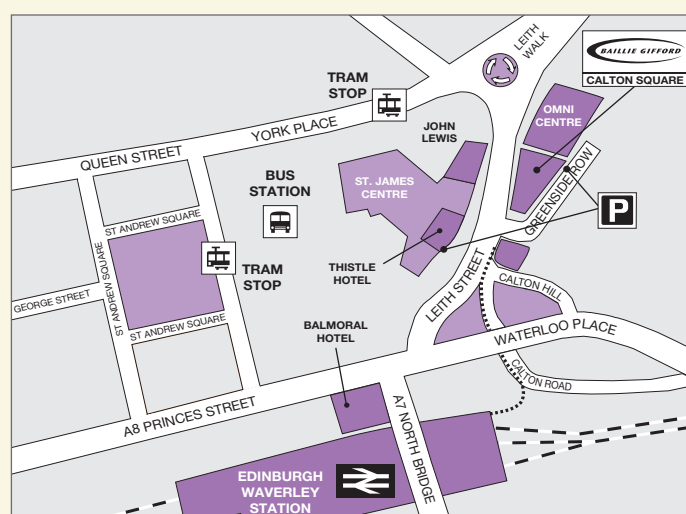 LEITH
WALK
BAILLIE GIFFORD
CALTON SQUARE
TRAM
STOP
OMNI
CENTRE
YORK PLACE
JOHN
LEWIS
QUEEN STREET
BUS
STATION
ST. JAMES
CENTRE
GREENSIDE ROW
P
ST ANDREW SQUARE
ST ANDREW SQUARE
TRAM
STOP
THISTLE
HOTEL
LEITH STREET
CALTON HILL
GEORGE STREET
ST ANDREW SQUARE
BALMORAL
HOTEL
WATERLOO PLACE
CALTON ROAD
A8 PRINCES STREET
A7 NORTH BRIDGE
EDINBURGH
WAVERLEY
STATION